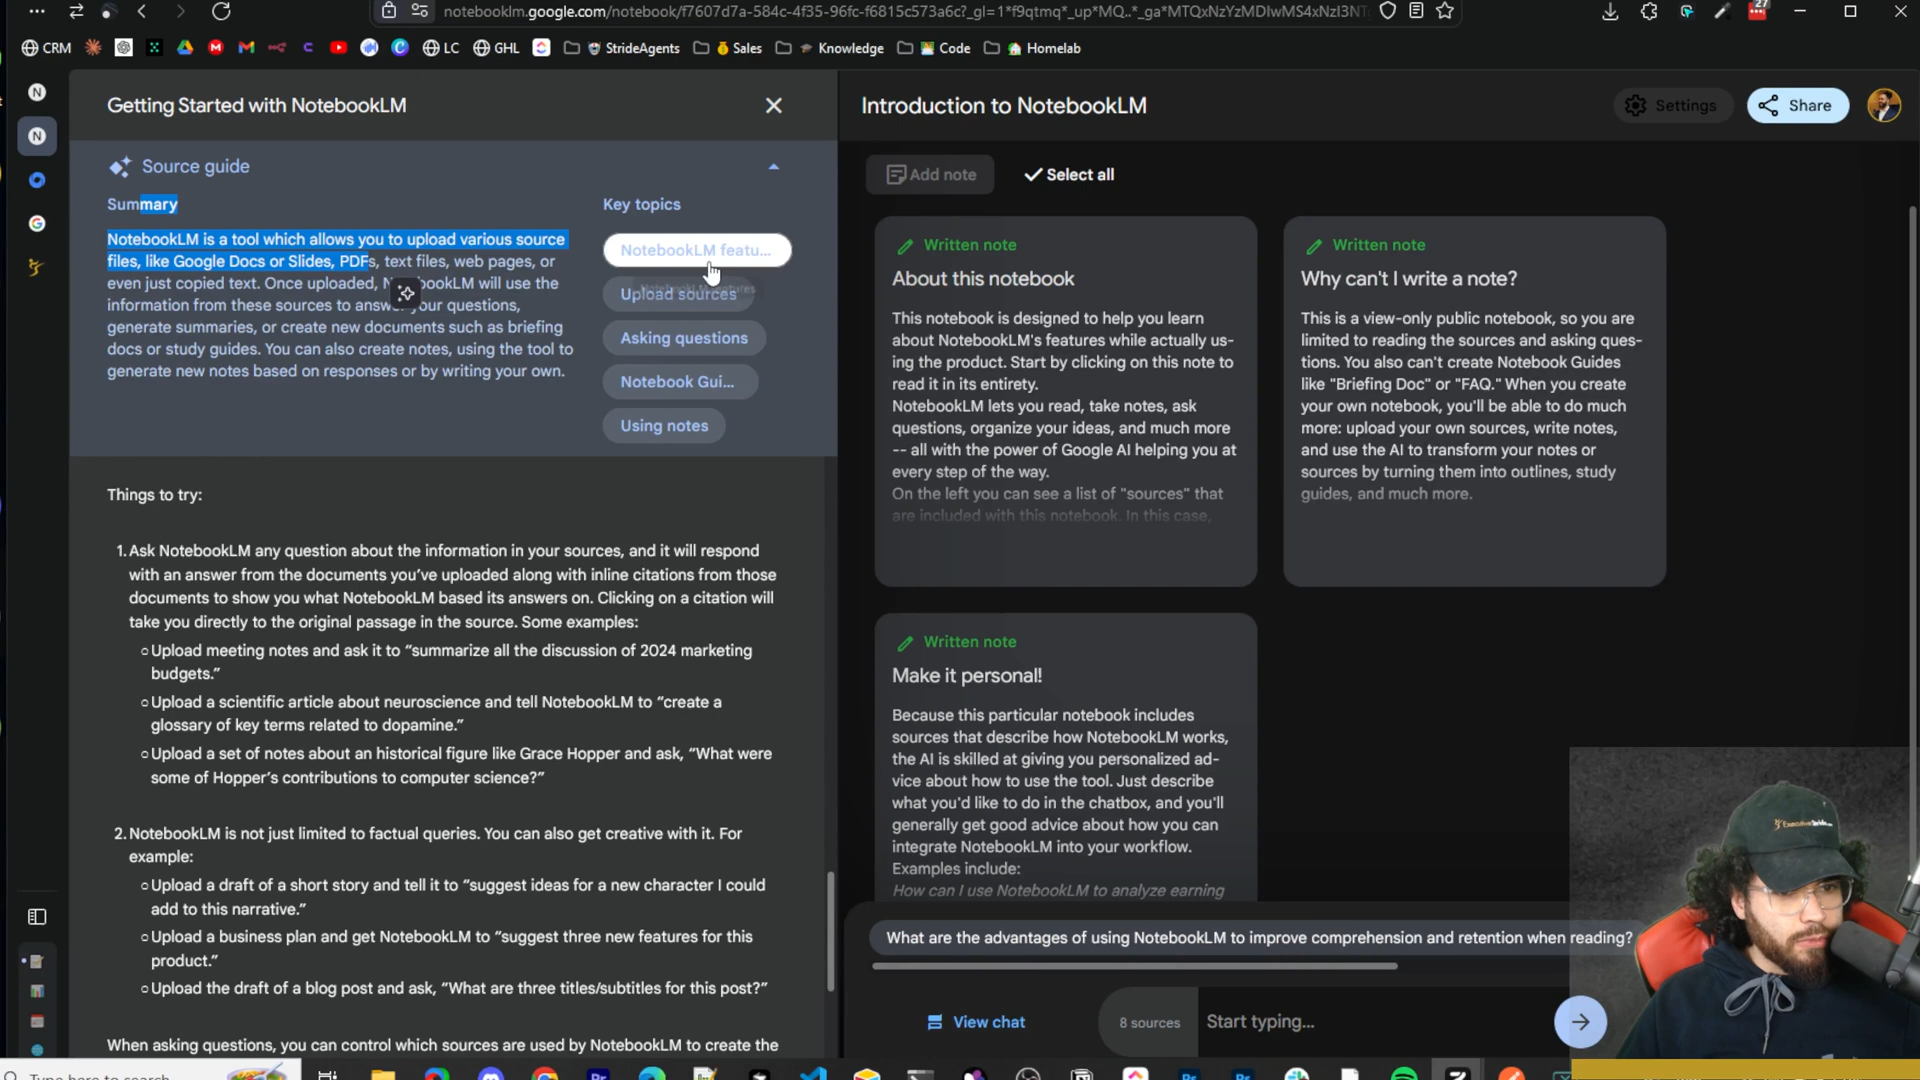 notebooklm.google.com/notebook/f7607d7a-584c-4f35-96fc-f6815c573a6c?_gl=1*f9qtmq*_up*MQ..*_ga*MTQxNzYzMDIwMS4xNzI3NT
27
CRM
LC
GHL
StrideAgents
Sales
Knowledge
Code
Homelab
Getting Started with NotebookLM
Source guide
Summary
NotebookLM is a tool which allows you to upload various source
files, like Google Docs or Slides, PDFs, text files, web pages, or
even just copied text. Once uploaded, N bookLM will use the
information from these sources to answ our questions,
generate summaries, or create new documents such as briefing
docs or study guides. You can also create notes, using the tool to
generate new notes based on responses or by writing your own.
Key topics
NotebookLM featu...
Upload sources
Asking questions
Notebook Gui...
Using notes
Things to try:
1. Ask NotebookLM any question about the information in your sources, and it will respond
with an answer from the documents you've uploaded along with inline citations from those
documents to show you what NotebookLM based its answers on. Clicking on a citation will
take you directly to the original passage in the source. Some examples:
○ Upload meeting notes and ask it to “summarize all the discussion of 2024 marketing
budgets.”
○ Upload a scientific article about neuroscience and tell NotebookLM to “create a
glossary of key terms related to dopamine.”
○ Upload a set of notes about an historical figure like Grace Hopper and ask, “What were
some of Hopper's contributions to computer science?”
2. NotebookLM is not just limited to factual queries. You can also get creative with it. For
example:
○ Upload a draft of a short story and tell it to “suggest ideas for a new character I could
add to this narrative.”
○ Upload a business plan and get NotebookLM to “suggest three new features for this
product.”
○ Upload the draft of a blog post and ask, “What are three titles/subtitles for this post?”
When asking questions, you can control which sources are used by NotebookLM to create the
Introduction to NotebookLM
Settings
Share
Add note
Select all
Written note
About this notebook
This notebook is designed to help you learn
about NotebookLM's features while actually us-
ing the product. Start by clicking on this note to
read it in its entirety.
NotebookLM lets you read, take notes, ask
questions, organize your ideas, and much more
-- all with the power of Google AI helping you at
every step of the way.
On the left you can see a list of "sources" that
are included with this notebook. In this case,
Written note
Why can't I write a note?
This is a view-only public notebook, so you are
limited to reading the sources and asking ques-
tions. You also can't create Notebook Guides
like "Briefing Doc" or "FAQ." When you create
your own notebook, you'll be able to do much
more: upload your own sources, write notes,
and use the AI to transform your notes or
sources by turning them into outlines, study
guides, and much more.
Written note
Make it personal!
Because this particular notebook includes
sources that describe how NotebookLM works,
the AI is skilled at giving you personalized ad-
vice about how to use the tool. Just describe
what you'd like to do in the chatbox, and you'll
generally get good advice about how you can
integrate NotebookLM into your workflow.
Examples include:
How can I use NotebookLM to analyze earning
What are the advantages of using NotebookLM to improve comprehension and retention when reading?
View chat
8 sources
Start typing...
Type here to search